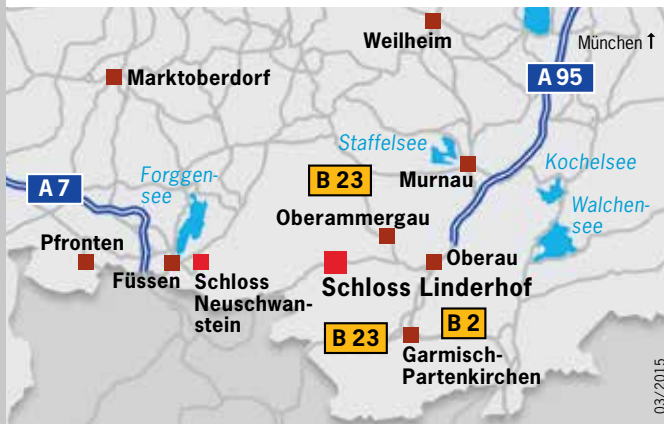 Weilheim
München ↑
Marktoberdorf
A 95
Staffelsee
Forggen-
see
Kochelsee
A 7
B 23
Murnau
Walchen-
see
Oberammergau
Pfronten
Füssen
Schloss
Neuschwan-
stein
Oberau
Schloss Linderhof
B 23
B 2
Garmisch-
Partenkirchen
03/2015